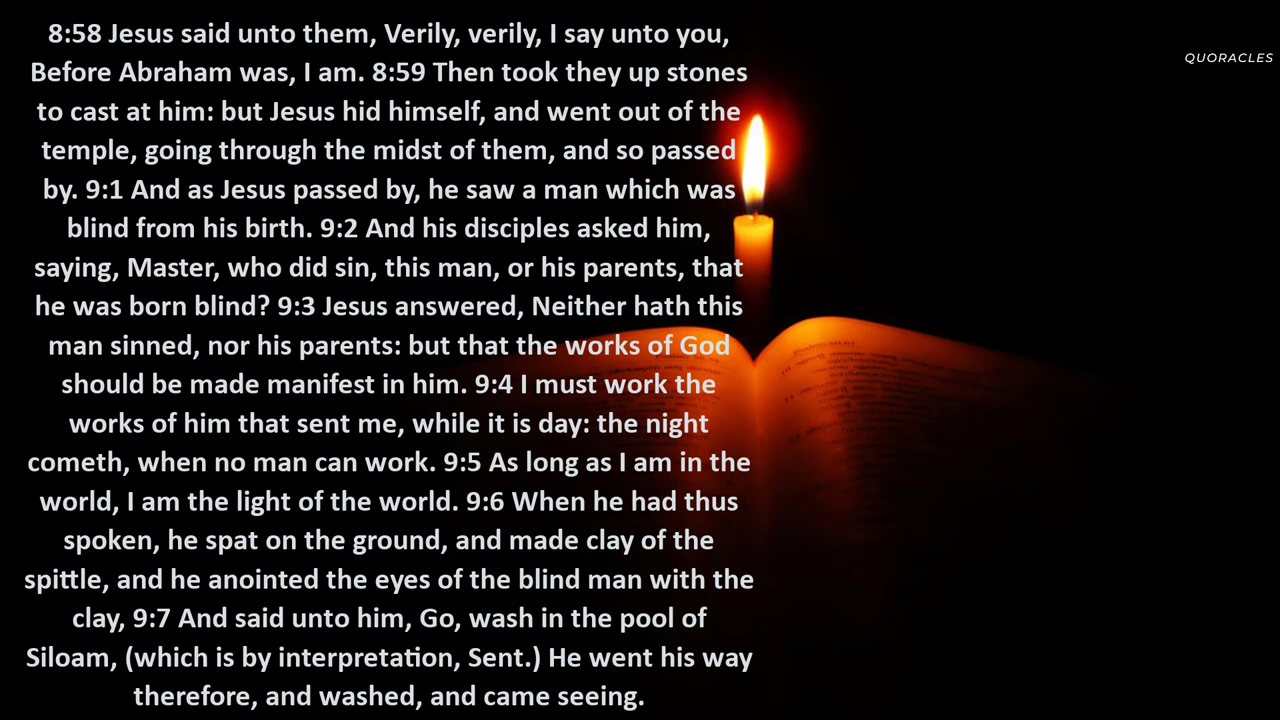 8:58 Jesus said unto them, Verily, verily, I say unto you,
Before Abraham was, I am. 8:59 Then took they up stones
to cast at him: but Jesus hid himself, and went out of the
temple, going through the midst of them, and so passed
by. 9:1 And as Jesus passed by, he saw a man which was
blind from his birth. 9:2 And his disciples asked him,
saying, Master, who did sin, this man, or his parents, that
he was born blind? 9:3 Jesus answered, Neither hath this
man sinned, nor his parents: but that the works of God
should be made manifest in him. 9:4 I must work the
works of him that sent me, while it is day: the night
cometh, when no man can work. 9:5 As long as I am in the
world, I am the light of the world. 9:6 When he had thus
spoken, he spat on the ground, and made clay of the
spittle, and he anointed the eyes of the blind man with the
clay, 9:7 And said unto him, Go, wash in the pool of
Siloam, (which is by interpretation, Sent.) He went his way
therefore, and washed, and came seeing.
QUORACLES